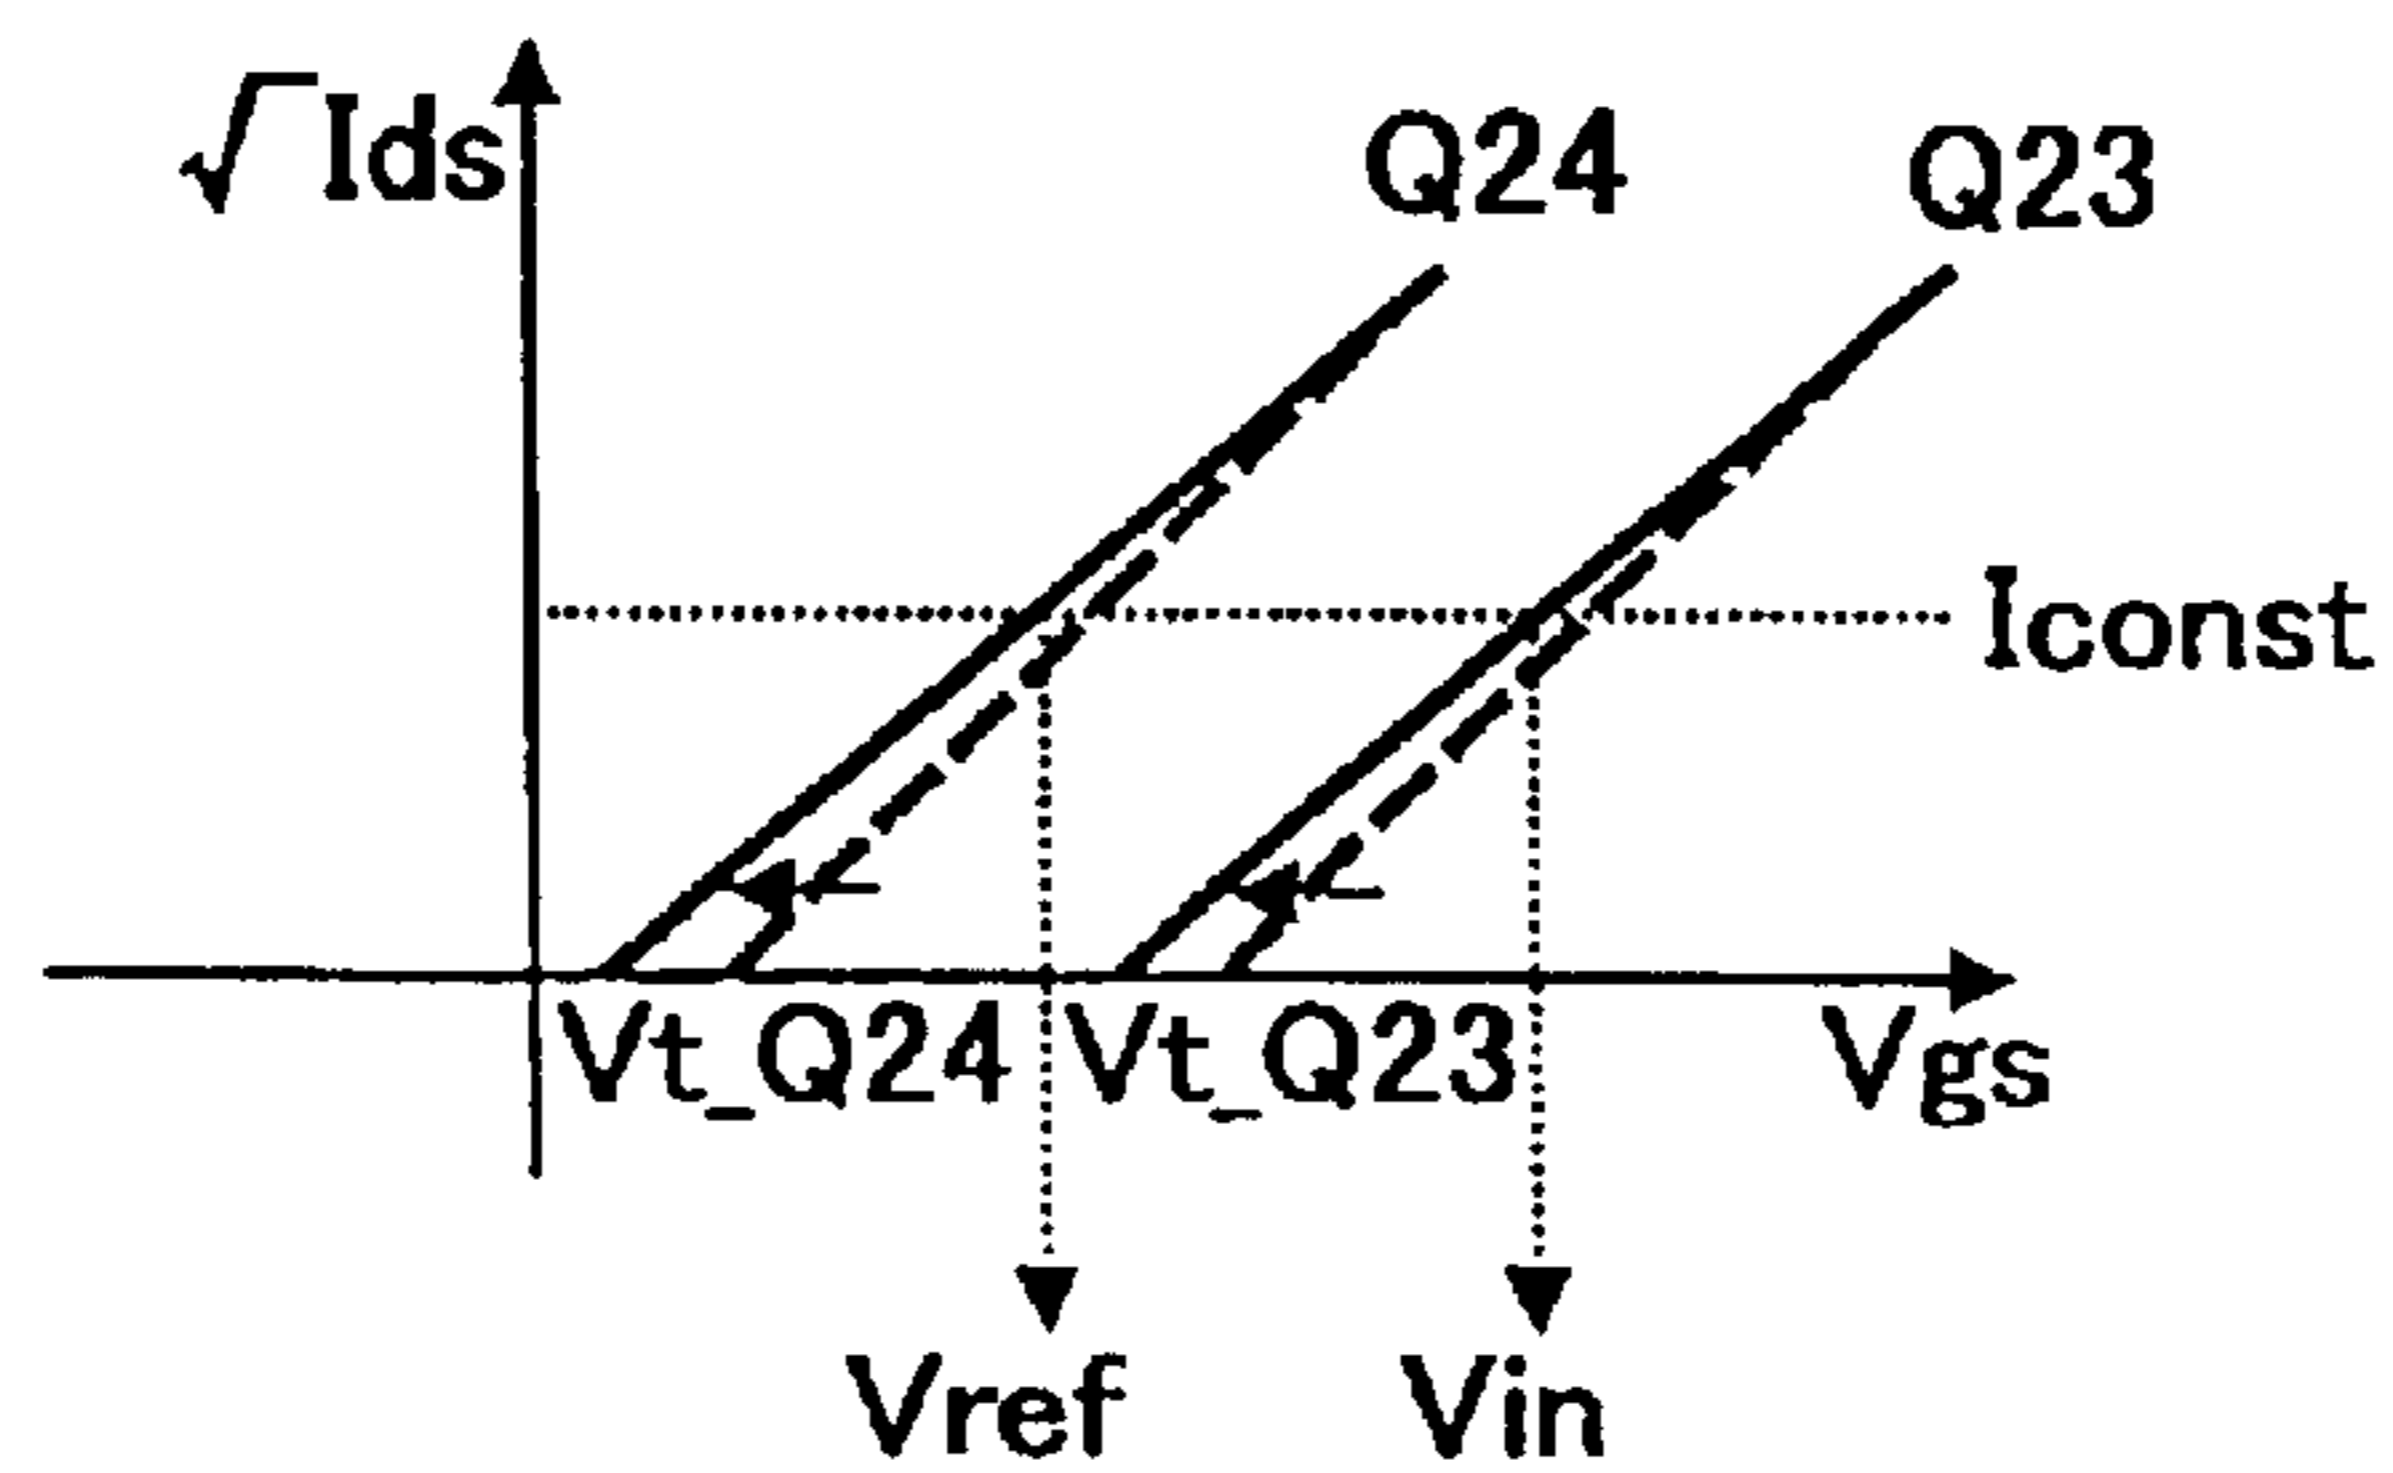 √Ids
Q24
Q23
Iconst
Vt_Q24
Vt_Q23
Vgs
Vref
Vin